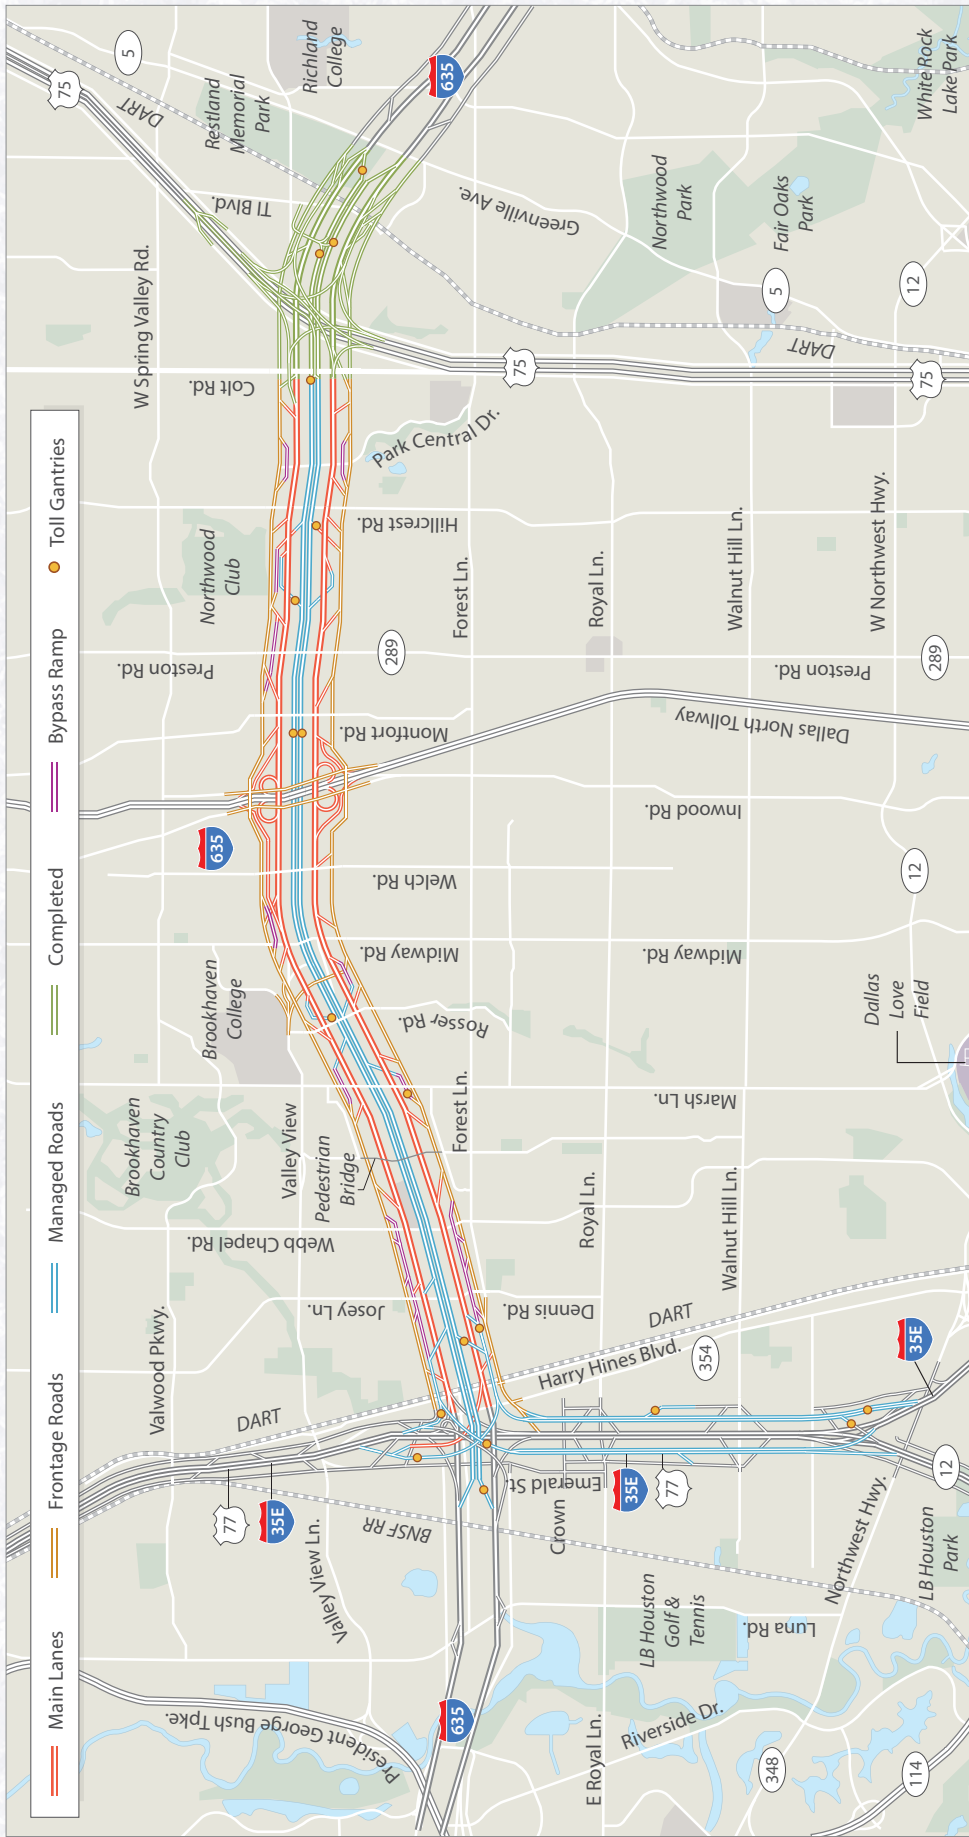 Main Lanes
Frontage Roads
Managed Roads
Completed
Bypass Ramp
Toll Gantries
President George Bush Tpke.
Valwood Pkwy.
Valley View Ln.
77
35E
DART
BNSF RR
635
Josey Ln.
Webb Chapel Rd.
Brookhaven
Country
Club
Valley View
Pedestrian
Bridge
Brookhaven
College
Forest Ln.
Rosser Rd.
Midway Rd.
Welch Rd.
635
Montfort Rd.
Preston Rd.
289
Northwood
Club
Hillcrest Rd.
Forest Ln.
Park Central Dr.
W Spring Valley Rd.
Colt Rd.
TI Blvd.
DART
75
5
Restland
Memorial
Park
Richland
College
635
Greenville Ave.
Northwood
Park
Fair Oaks
Park
White Rock
Lake Park
5
12
DART
75
75
Royal Ln.
Walnut Hill Ln.
W Northwest Hwy.
Preston Rd.
289
Dallas North Tollway
Inwood Rd.
12
Midway Rd.
Dallas
Love
Field
Marsh Ln.
Royal Ln.
Walnut Hill Ln.
Dennis Rd.
DART
Harry Hines Blvd.
354
35E
Emerald St.
Crown
35E
77
12
Northwest Hwy.
LB Houston
Park
LB Houston
Golf &
Tennis
Luna Rd.
E Royal Ln.
Riverside Dr.
348
114